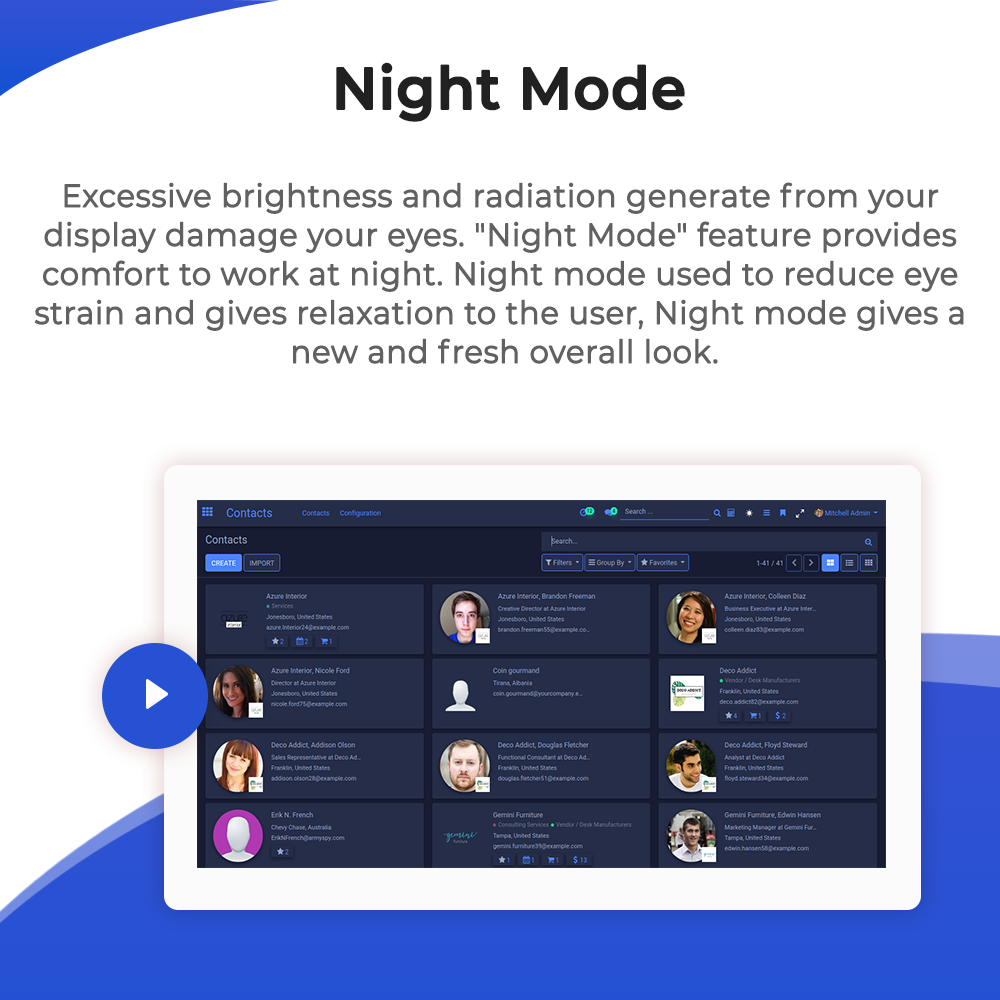 Night Mode
Excessive brightness and radiation generate from your
display damage your eyes. "Night Mode" feature provides
comfort to work at night. Night mode used to reduce eye
strain and gives relaxation to the user, Night mode gives a
new and fresh overall look.
Contacts Contacts Configuration 12 4 Search ... Mitchell Admin
Contacts Search...
CREATE IMPORT Filters Group By Favorites 1-41 / 41
Azure Interior
Services
Jonesboro, United States
azure.Interior24@example.com
2 2 1
Azure Interior, Brandon Freeman
Creative Director at Azure Interior
Jonesboro, United States
brandon.freeman55@example.co...
Azure Interior, Colleen Diaz
Business Executive at Azure Inter...
Jonesboro, United States
colleen.diaz83@example.com
Azure Interior, Nicole Ford
Director at Azure Interior
Jonesboro, United States
nicole.ford75@example.com
Coin gourmand
Tirana, Albania
coin.gourmand@yourcompany.e...
Deco Addict
Vendor / Desk Manufacturers
Franklin, United States
deco.addict82@example.com
4 1 $ 2
DECO ADDICT
Deco Addict, Addison Olson
Sales Representative at Deco Ad...
Franklin, United States
addison.olson28@example.com
Deco Addict, Douglas Fletcher
Functional Consultant at Deco Ad...
Franklin, United States
douglas.fletcher51@example.com
Deco Addict, Floyd Steward
Analyst at Deco Addict
Franklin, United States
floyd.steward34@example.com
Erik N. French
Chevy Chase, Australia
ErikNFrench@armyspy.com
2
gemini
furniture
Gemini Furniture
Consulting Services Vendor / Desk Manufacturers
Tampa, United States
gemini.furniture39@example.com
1 1 1 $ 13
Gemini Furniture, Edwin Hansen
Marketing Manager at Gemini Fur...
Tampa, United States
edwin.hansen58@example.com